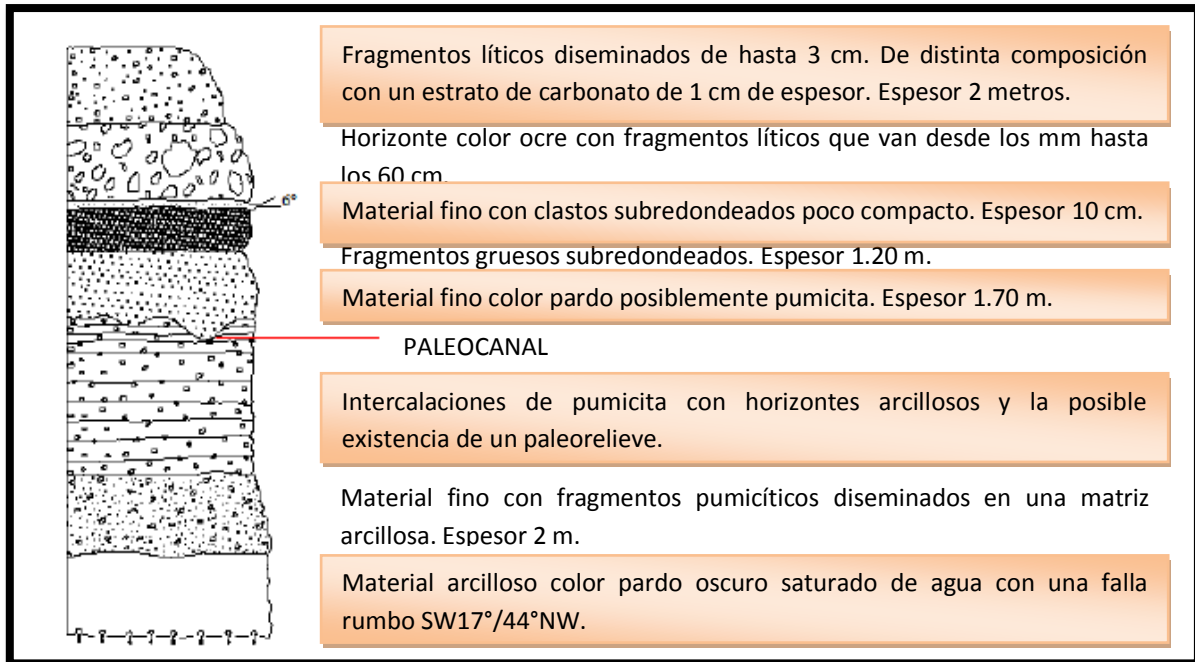 Fragmentos líticos diseminados de hasta 3 cm. De distinta composición
con un estrato de carbonato de 1 cm de espesor. Espesor 2 metros.
Horizonte color ocre con fragmentos líticos que van desde los mm hasta
los 60 cm.
6°
Material fino con clastos subredondeados poco compacto. Espesor 10 cm.
Fragmentos gruesos subredondeados. Espesor 1.20 m.
Material fino color pardo posiblemente pumicita. Espesor 1.70 m.
PALEOCANAL
Intercalaciones de pumicita con horizontes arcillosos y la posible
existencia de un paleorelieve.
Material fino con fragmentos pumicíticos diseminados en una matriz
arcillosa. Espesor 2 m.
Material arcilloso color pardo oscuro saturado de agua con una falla
rumbo SW17°/44°NW.